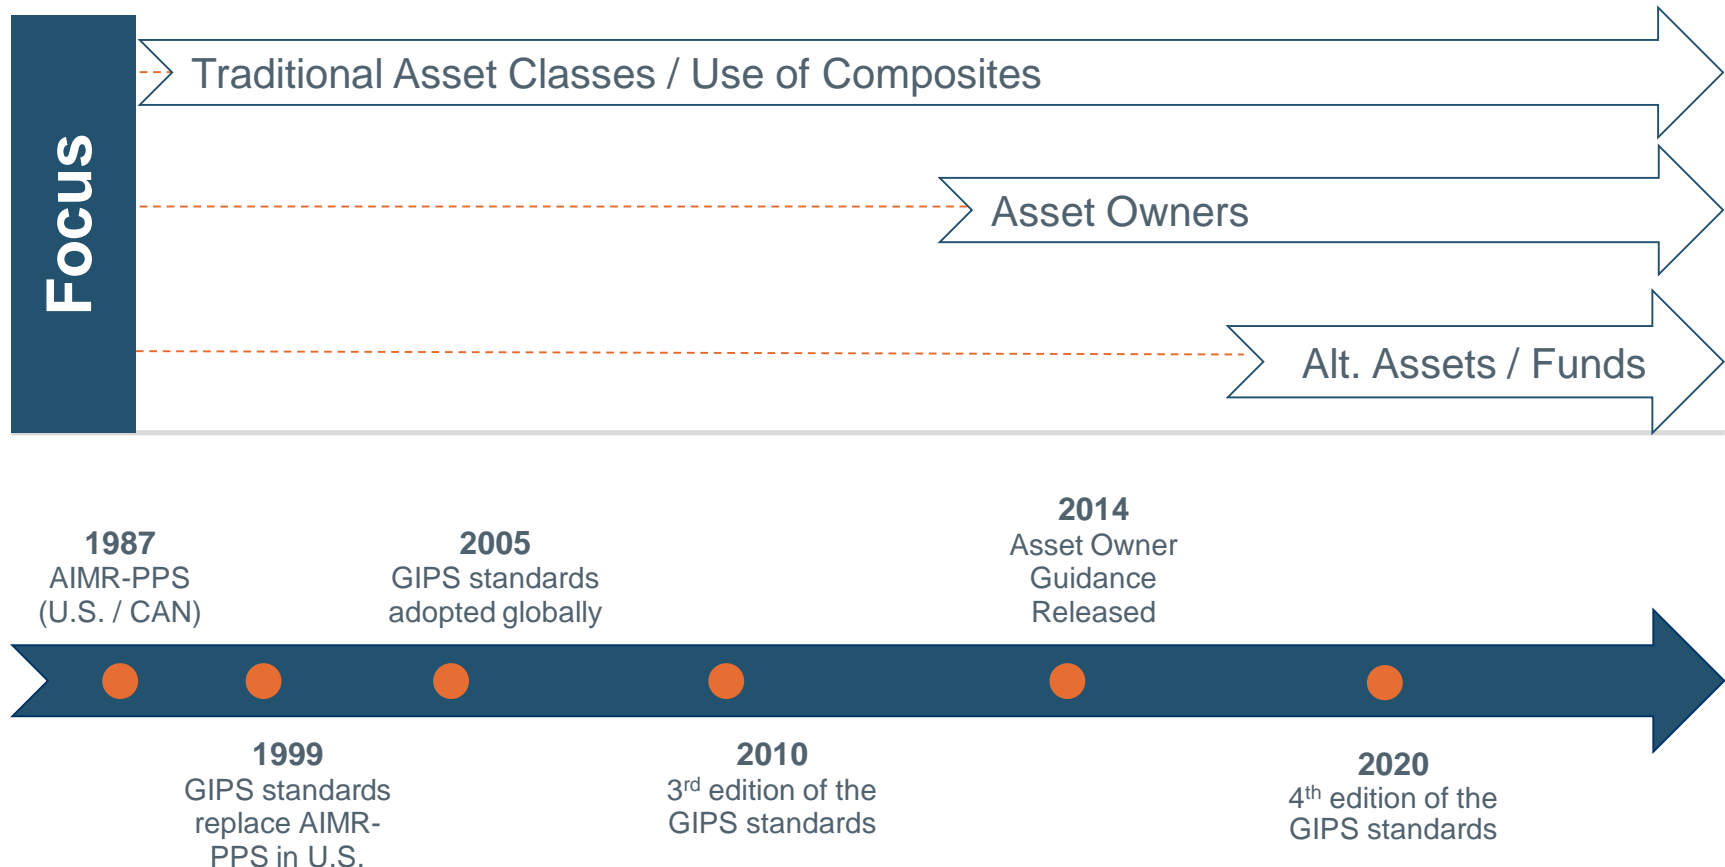 Focus
Traditional Asset Classes / Use of Composites
Asset Owners
Alt. Assets / Funds
1987
AIMR-PPS
(U.S. / CAN)
2005
GIPS standards
adopted globally
2014
Asset Owner
Guidance
Released
1999
GIPS standards
replace AIMR-
PPS in U.S.
2010
3rd edition of the
GIPS standards
2020
4th edition of the
GIPS standards